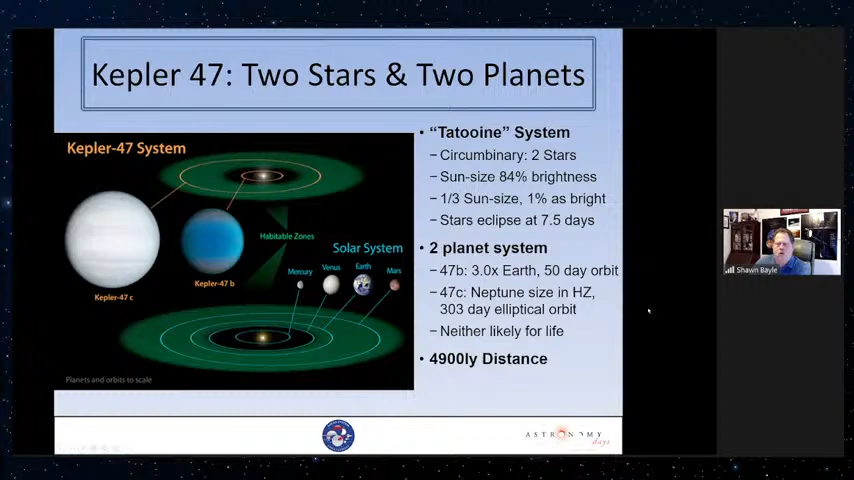 Kepler 47: Two Stars & Two Planets
Kepler-47 System
Habitable Zones
Solar System
Mercury
Venus
Earth
Mars
Kepler-47 c
Kepler-47 b
Planets and orbits to scale
• “Tatooine” System
– Circumbinary: 2 Stars
– Sun-size 84% brightness
– 1/3 Sun-size, 1% as bright
– Stars eclipse at 7.5 days
• 2 planet system
– 47b: 3.0x Earth, 50 day orbit
– 47c: Neptune size in HZ,
303 day elliptical orbit
– Neither likely for life
• 4900ly Distance
ASTRONOMY
days
Shawn Bayle